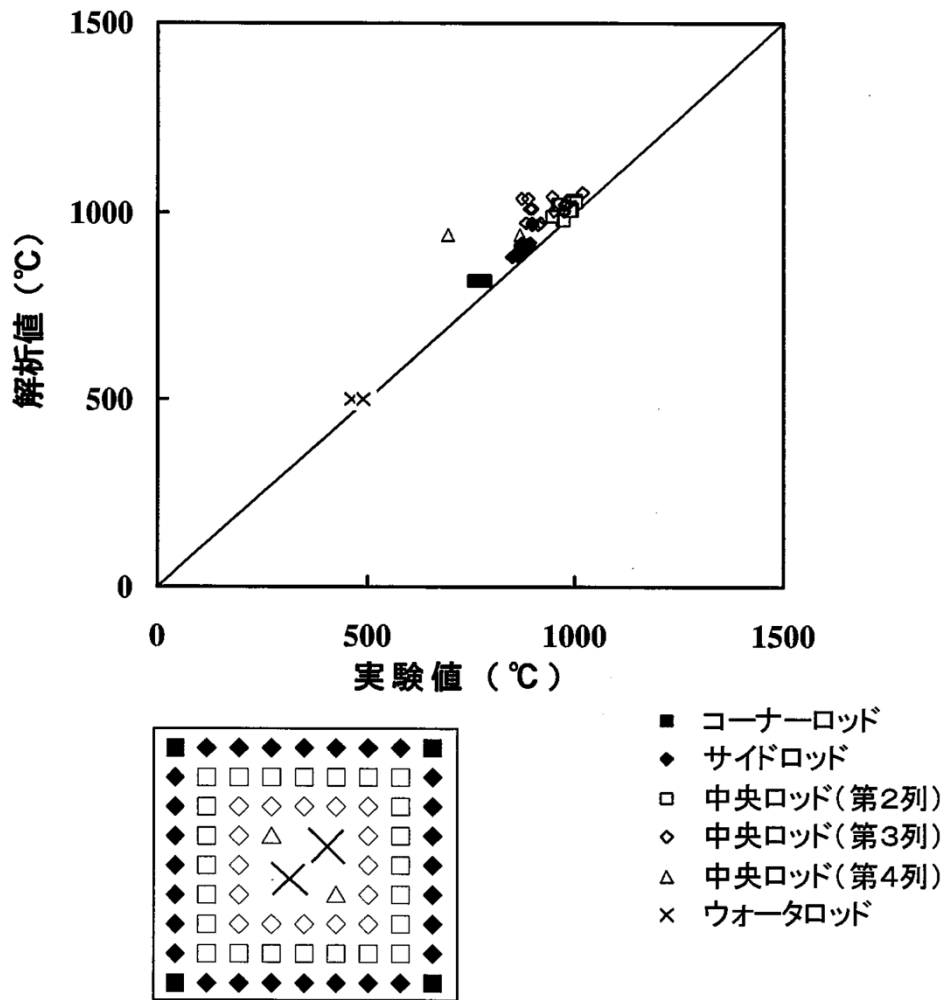 1500
1000
500
0
解析値(℃)
0
500
1000
1500
実験値(℃)
コーナーロッド
サイドロッド
中央ロッド(第2列)
中央ロッド(第3列)
中央ロッド(第4列)
ウォータロッド